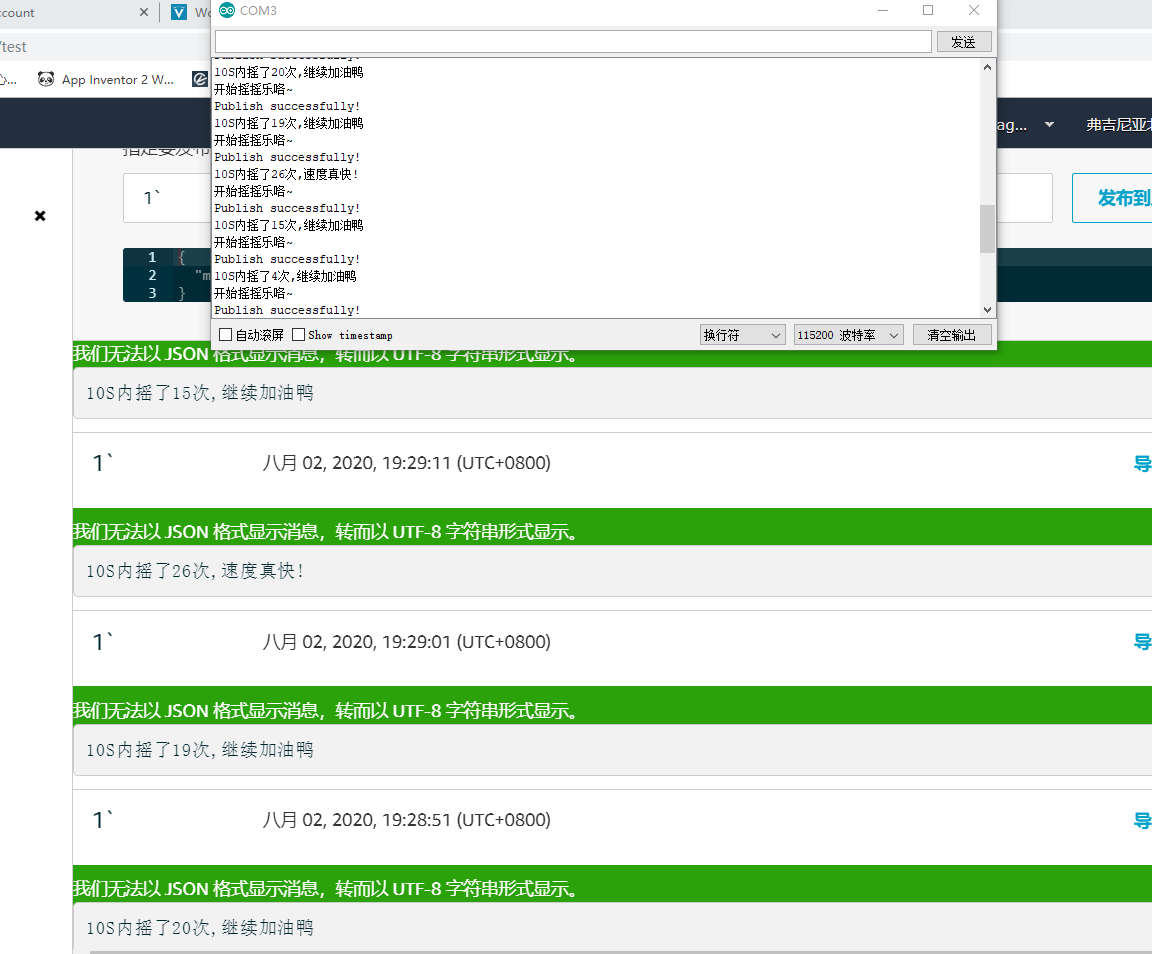 ccount
COM3
/test
发送
App Inventor 2 W...
10S内摇了20次,继续加油鸭
开始摇摇乐咯~
Publish successfully!
10S内摇了19次,继续加油鸭
开始摇摇乐咯~
Publish successfully!
10S内摇了26次,速度真快!
开始摇摇乐咯~
Publish successfully!
10S内摇了15次,继续加油鸭
开始摇摇乐咯~
Publish successfully!
10S内摇了4次,继续加油鸭
开始摇摇乐咯~
Publish successfully!
自动滚屏 Show timestamp 换行符 115200 波特率 清空输出
ag... 弗吉尼亚
指定要发布
1`
发布到
1 {
2 "m
3 }
我们无法以 JSON 格式显示消息，转而以 UTF-8 字符串形式显示。
10S内摇了15次,继续加油鸭
1` 八月 02, 2020, 19:29:11 (UTC+0800) 导
我们无法以 JSON 格式显示消息，转而以 UTF-8 字符串形式显示。
10S内摇了26次,速度真快!
1` 八月 02, 2020, 19:29:01 (UTC+0800) 导
我们无法以 JSON 格式显示消息，转而以 UTF-8 字符串形式显示。
10S内摇了19次,继续加油鸭
1` 八月 02, 2020, 19:28:51 (UTC+0800) 导
我们无法以 JSON 格式显示消息，转而以 UTF-8 字符串形式显示。
10S内摇了20次,继续加油鸭